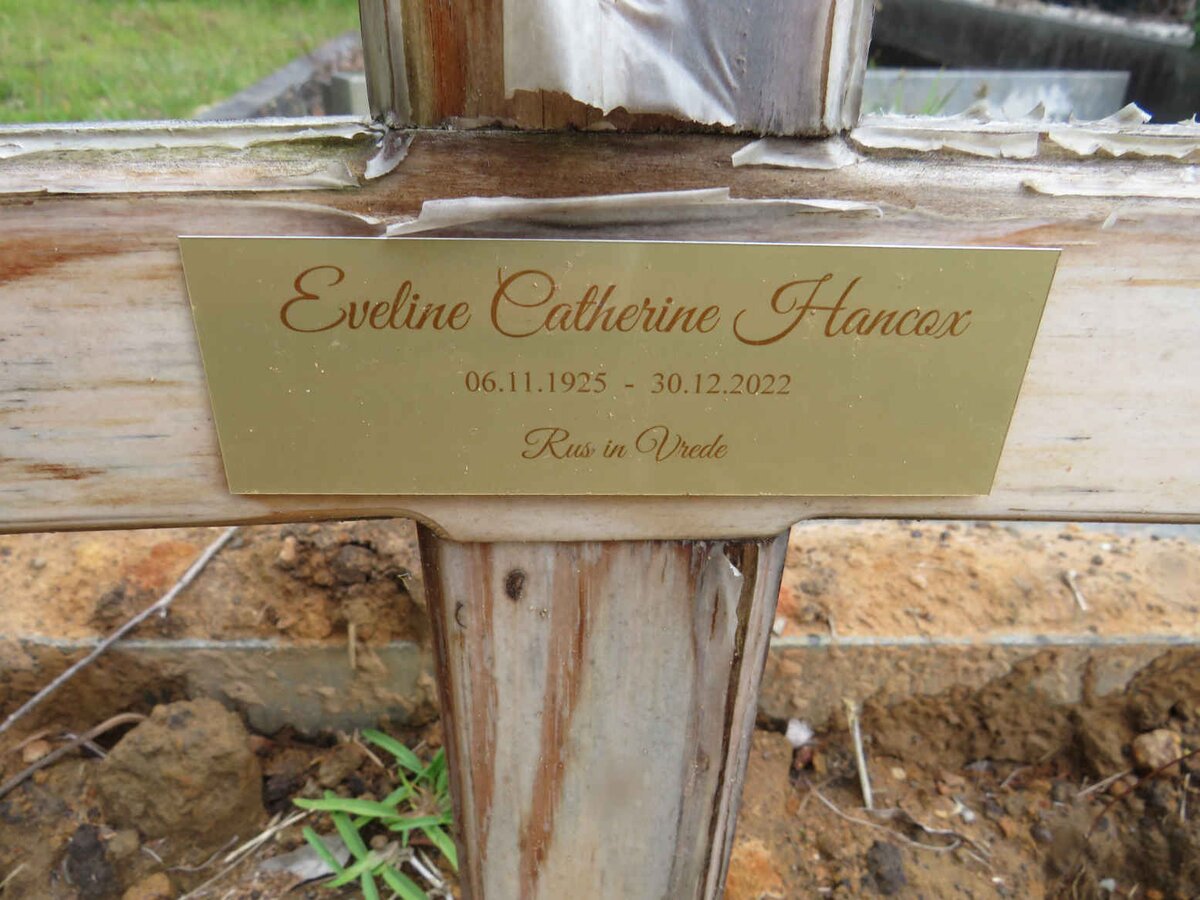 Eveline Catherine Hancox
06.11.1925 - 30.12.2022
Rus in Vrede